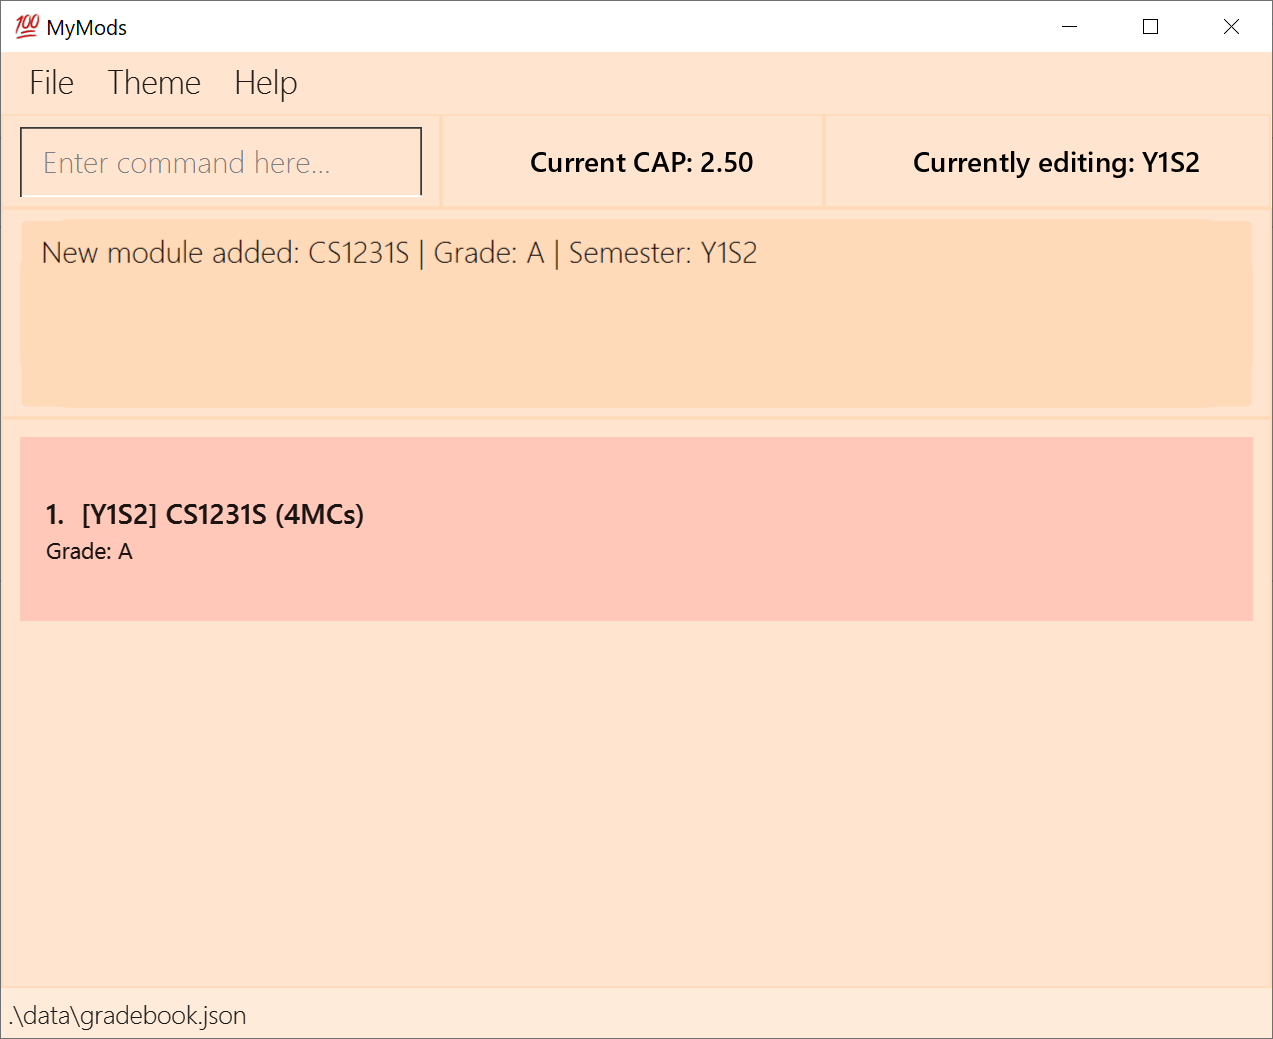 💯 MyMods
File Theme Help
Enter command here...
Current CAP: 2.50
Currently editing: Y1S2
New module added: CS1231S | Grade: A | Semester: Y1S2
1. [Y1S2] CS1231S (4MCs)
Grade: A
.\data\gradebook.json